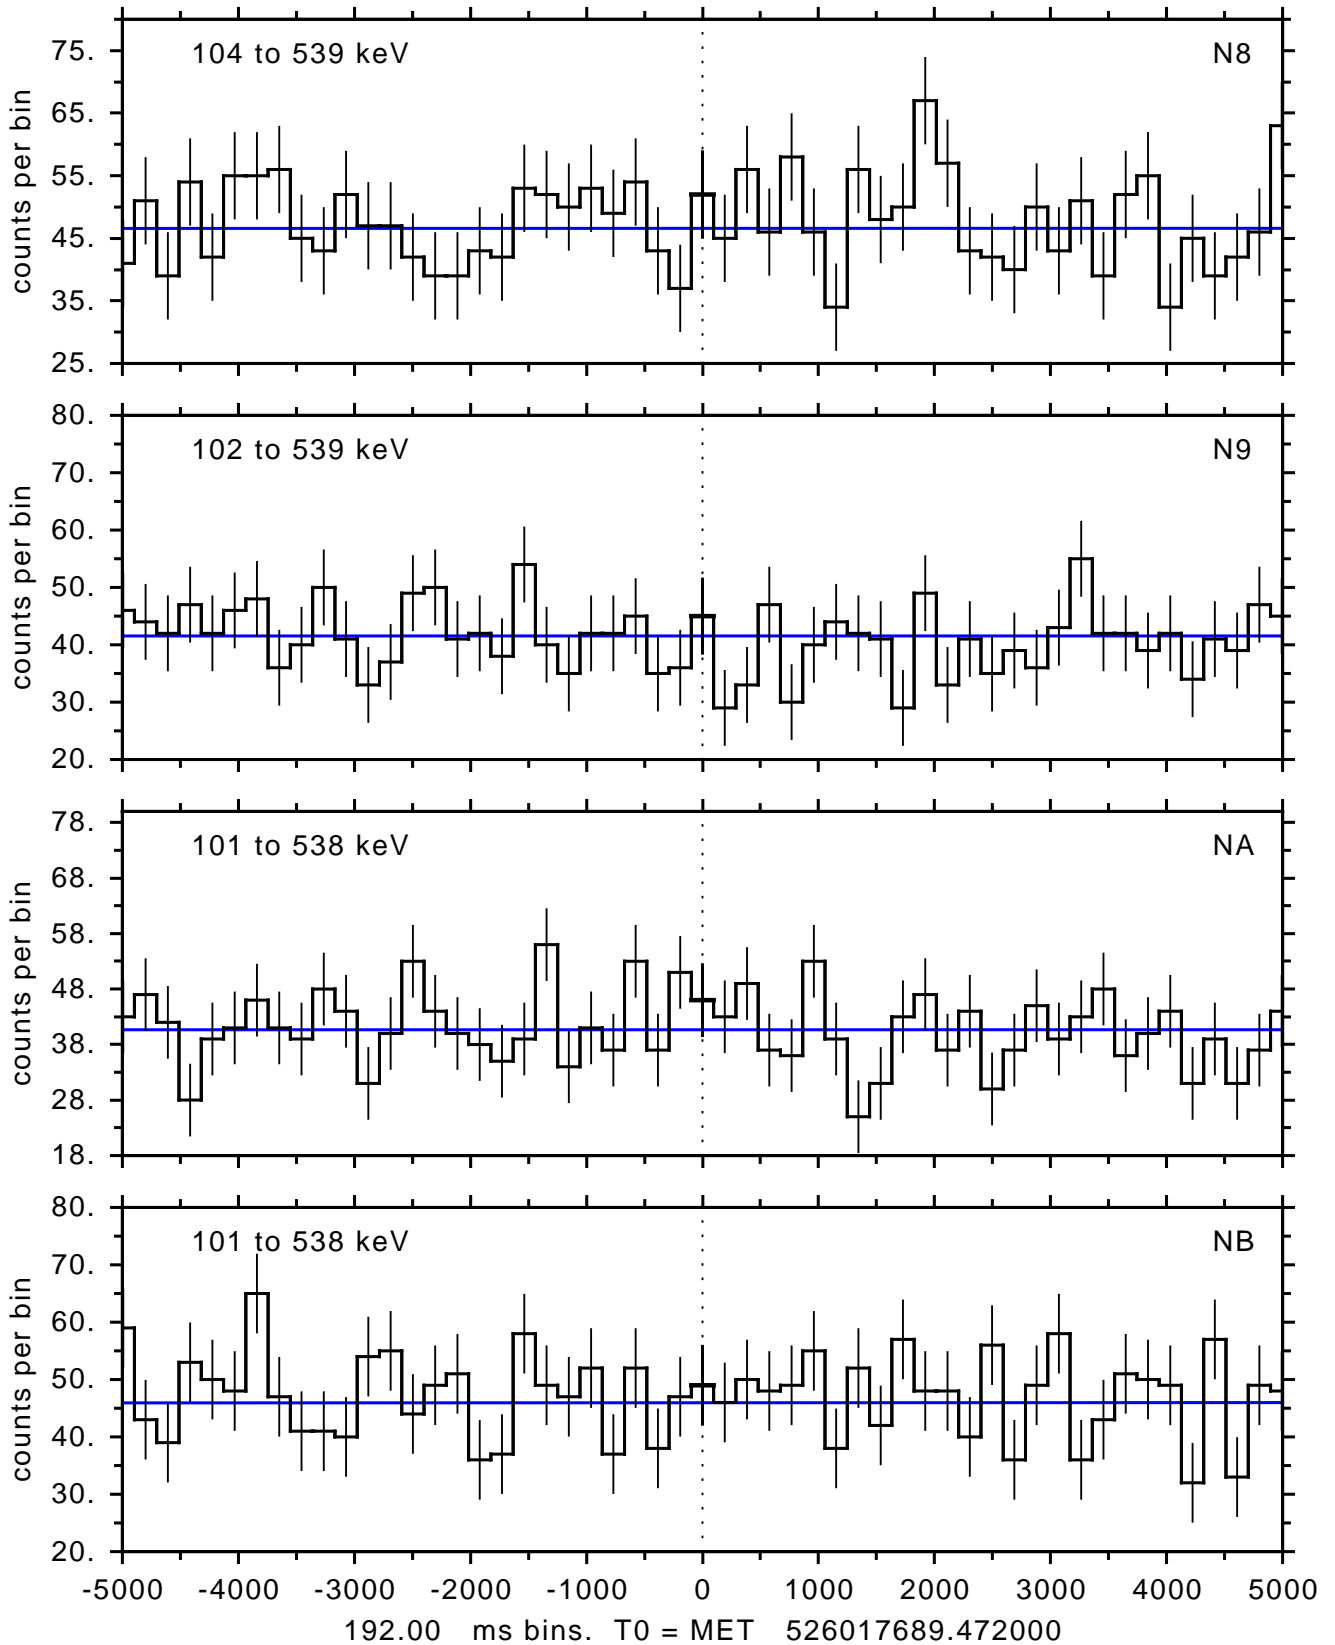 104 to 539 keV N8
75.
65.
55.
45.
35.
25.
counts per bin
102 to 539 keV N9
80.
70.
60.
50.
40.
30.
20.
counts per bin
101 to 538 keV NA
78.
68.
58.
48.
38.
28.
18.
counts per bin
101 to 538 keV NB
80.
70.
60.
50.
40.
30.
20.
counts per bin
-5000 -4000 -3000 -2000 -1000 0 1000 2000 3000 4000 5000
192.00 ms bins. T0 = MET 526017689.472000